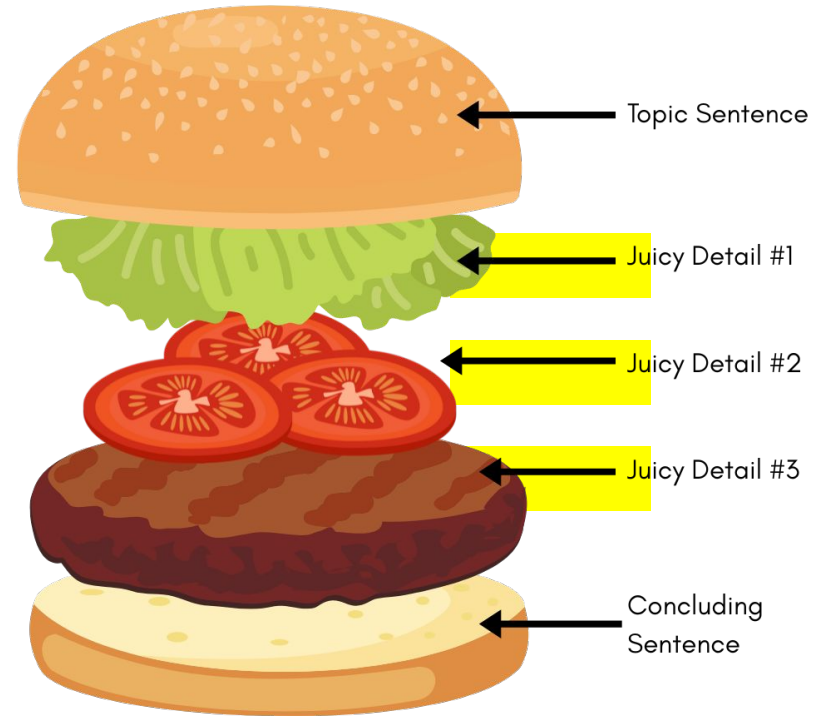 Topic Sentence
Juicy Detail #1
Juicy Detail #2
Juicy Detail #3
Concluding
Sentence